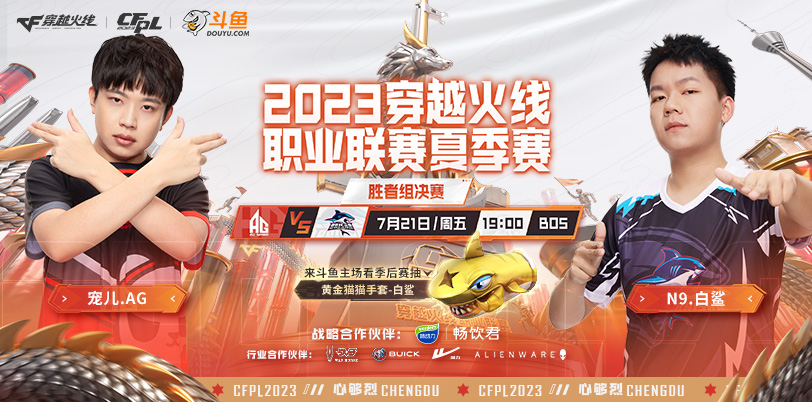 穿越火线
CFPL
斗鱼
DOUYU.COM
2023穿越火线
职业联赛夏季赛
胜者组决赛
AG
VS
7月21日/周五
19:00
BO5
来斗鱼主场看季后赛抽
黄金猫猫手套-白鲨
宠儿.AG
N9.白鲨
战略合作伙伴：
畅饮君
行业合作伙伴：
BUICK
ALIENWARE
CFPL2023
心够烈
CHENGDU
CFPL2023
心够烈
CHENGDU